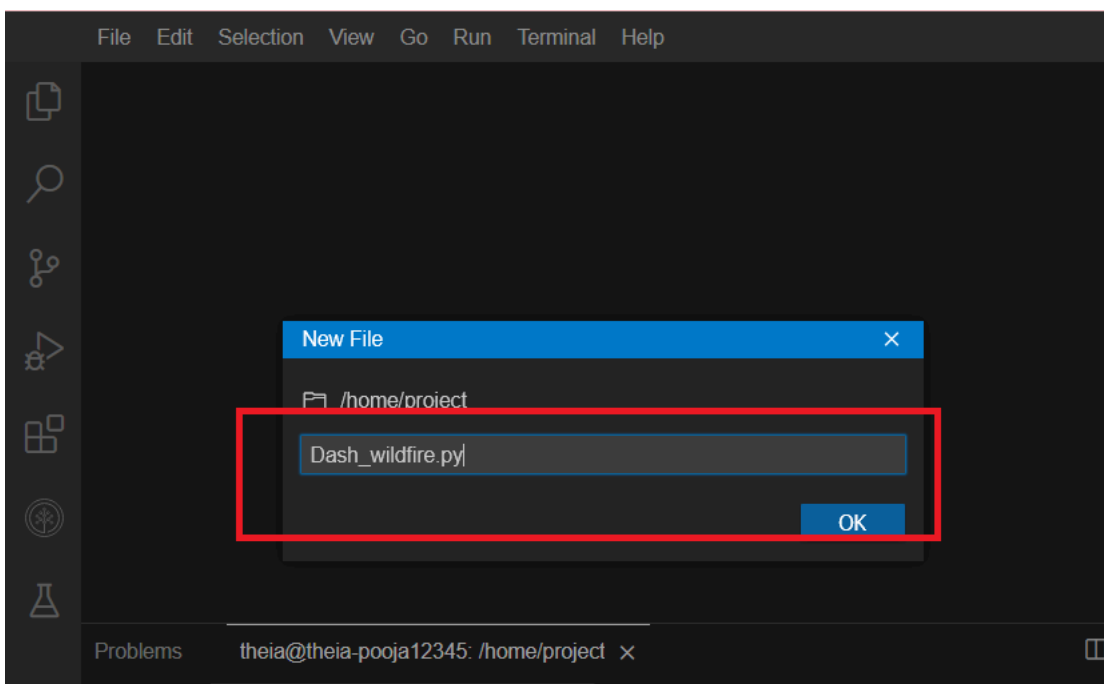 File Edit Selection View Go Run Terminal Help
New File
/home/project
Dash_wildfire.py
OK
Problems theia@theia-pooja12345: /home/project